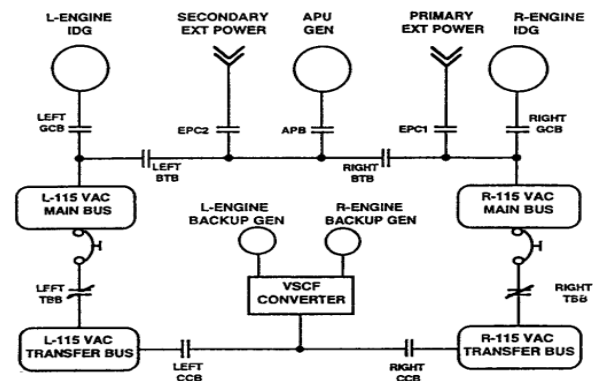 L-ENGINE
IDG
SECONDARY
EXT POWER
APU
GEN
PRIMARY
EXT POWER
R-ENGINE
IDG
LEFT
GCB
EPC2
APB
EPC1
RIGHT
GCB
LEFT
BTB
RIGHT
BTB
L-115 VAC
MAIN BUS
L-ENGINE
BACKUP GEN
R-ENGINE
BACKUP GEN
R-115 VAC
MAIN BUS
LEFT
TBB
VSCF
CONVERTER
RIGHT
TBB
L-115 VAC
TRANSFER BUS
LEFT
CCB
RIGHT
CCB
R-115 VAC
TRANSFER BUS